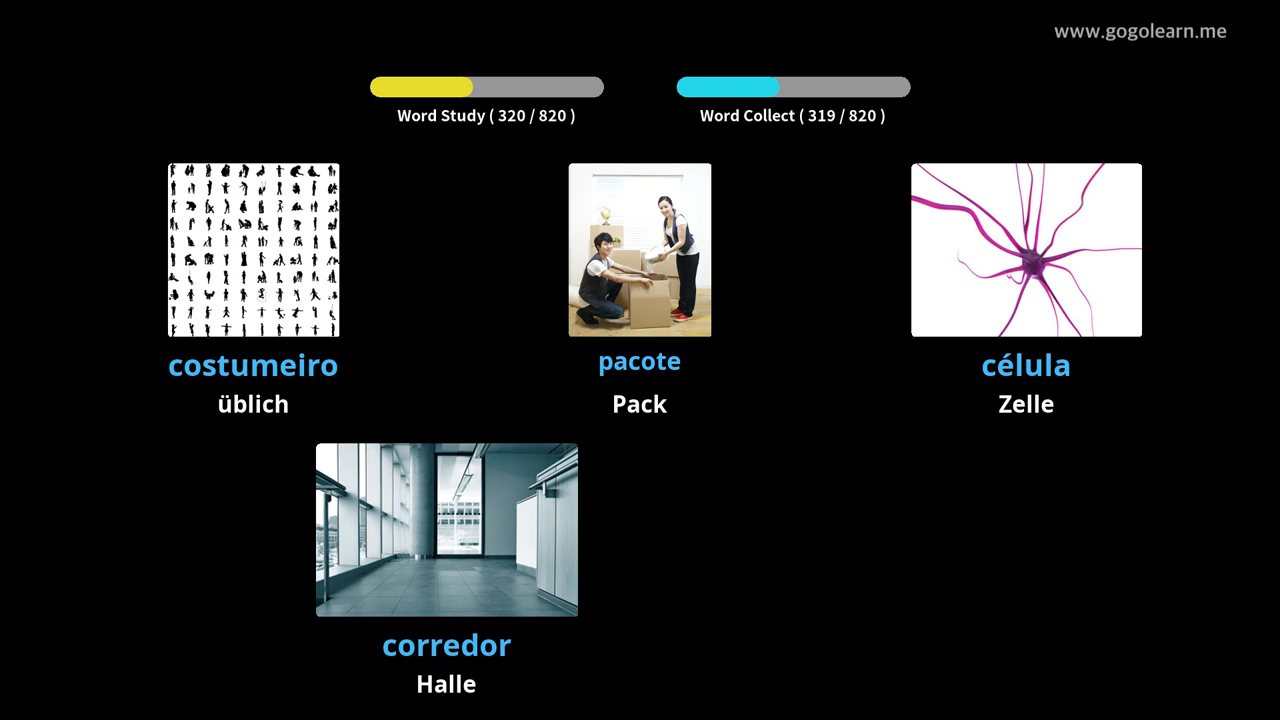 www.gogolearn.me
Word Study ( 320 / 820 )
Word Collect ( 319 / 820 )
costumeiro
üblich
pacote
Pack
célula
Zelle
corredor
Halle